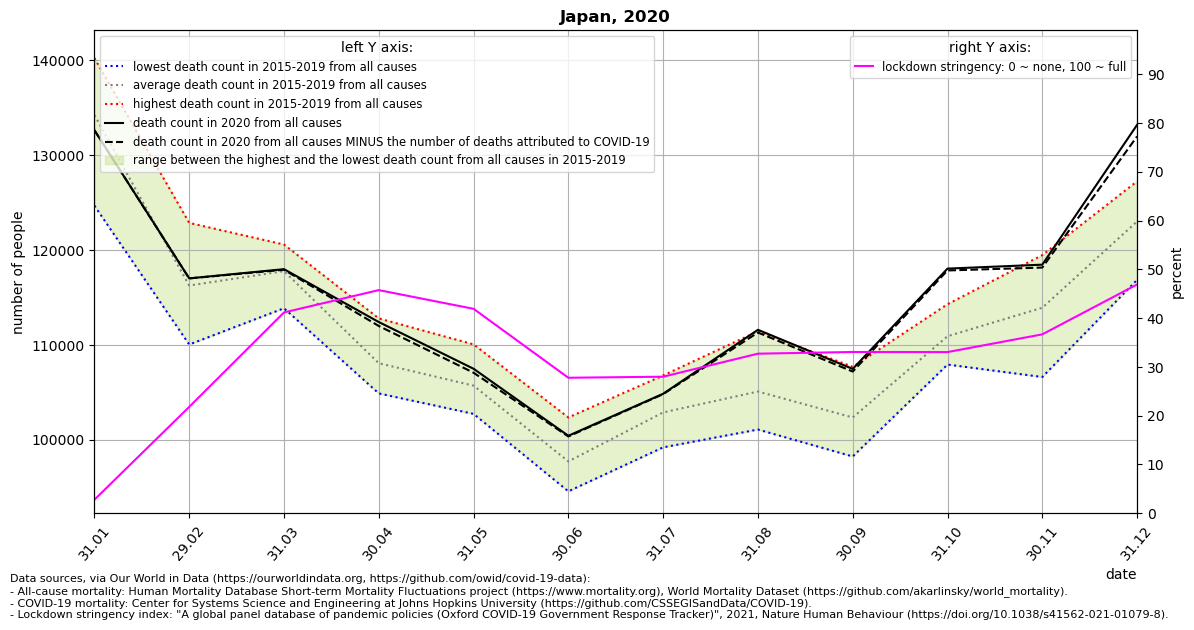 Japan, 2020
left Y axis:
lowest death count in 2015-2019 from all causes
average death count in 2015-2019 from all causes
highest death count in 2015-2019 from all causes
death count in 2020 from all causes
death count in 2020 from all causes MINUS the number of deaths attributed to COVID-19
range between the highest and the lowest death count from all causes in 2015-2019
right Y axis:
lockdown stringency: 0 ~ none, 100 ~ full
number of people
140000
130000
120000
110000
100000
90
80
70
60
50
40
30
20
10
0
percent
31.01
29.02
31.03
30.04
31.05
30.06
31.07
31.08
30.09
31.10
30.11
31.12
date
Data sources, via Our World in Data (https://ourworldindata.org, https://github.com/owid/covid-19-data):
- All-cause mortality: Human Mortality Database Short-term Mortality Fluctuations project (https://www.mortality.org), World Mortality Dataset (https://github.com/akarlinsky/world_mortality).
- COVID-19 mortality: Center for Systems Science and Engineering at Johns Hopkins University (https://github.com/CSSEGISandData/COVID-19).
- Lockdown stringency index: "A global panel database of pandemic policies (Oxford COVID-19 Government Response Tracker)", 2021, Nature Human Behaviour (https://doi.org/10.1038/s41562-021-01079-8).